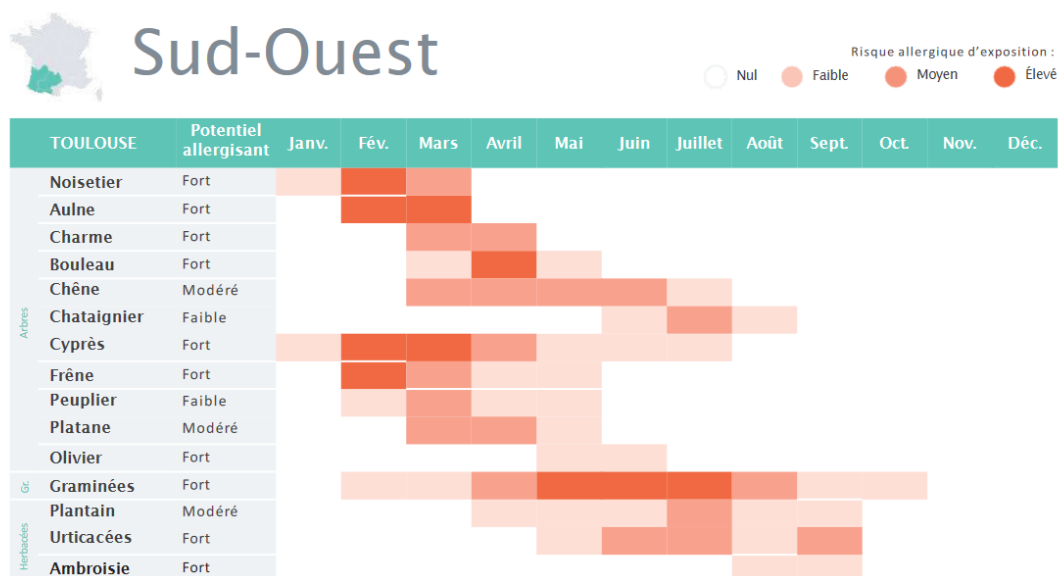 Sud-Ouest
Risque allergique d'exposition :
Nul Faible Moyen Élevé
TOULOUSE Potentiel allergisant Janv. Fév. Mars Avril Mai Juin Juillet Août Sept. Oct. Nov. Déc.
Arbres
Noisetier Fort
Aulne Fort
Charme Fort
Bouleau Fort
Chêne Modéré
Chataignier Faible
Cyprès Fort
Frêne Fort
Peuplier Faible
Platane Modéré
Olivier Fort
Gr.
Graminées Fort
Herbacées
Plantain Modéré
Urticacées Fort
Ambroisie Fort